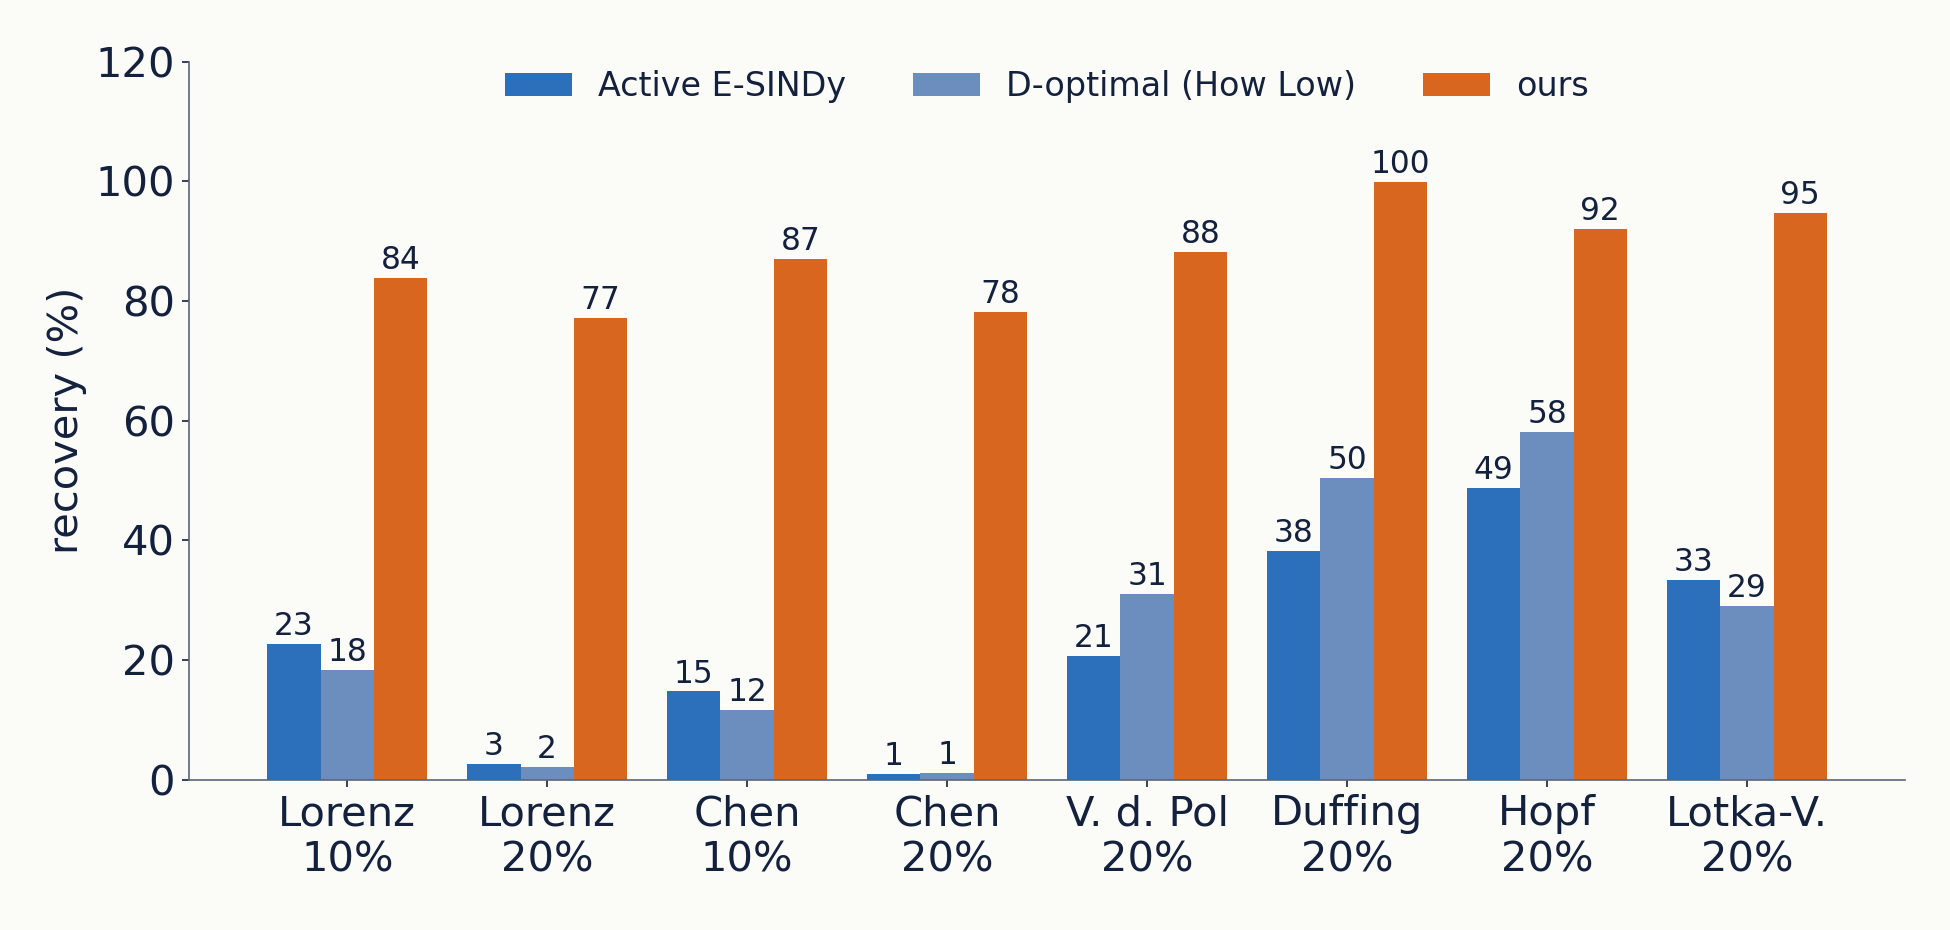 120
100
80
60
40
20
0
recovery (%)
Active E-SINDy
D-optimal (How Low)
ours
23 18 84
3 2 77
15 12 87
1 1 78
21 31 88
38 50 100
49 58 92
33 29 95
Lorenz
10%
Lorenz
20%
Chen
10%
Chen
20%
V. d. Pol
20%
Duffing
20%
Hopf
20%
Lotka-V.
20%